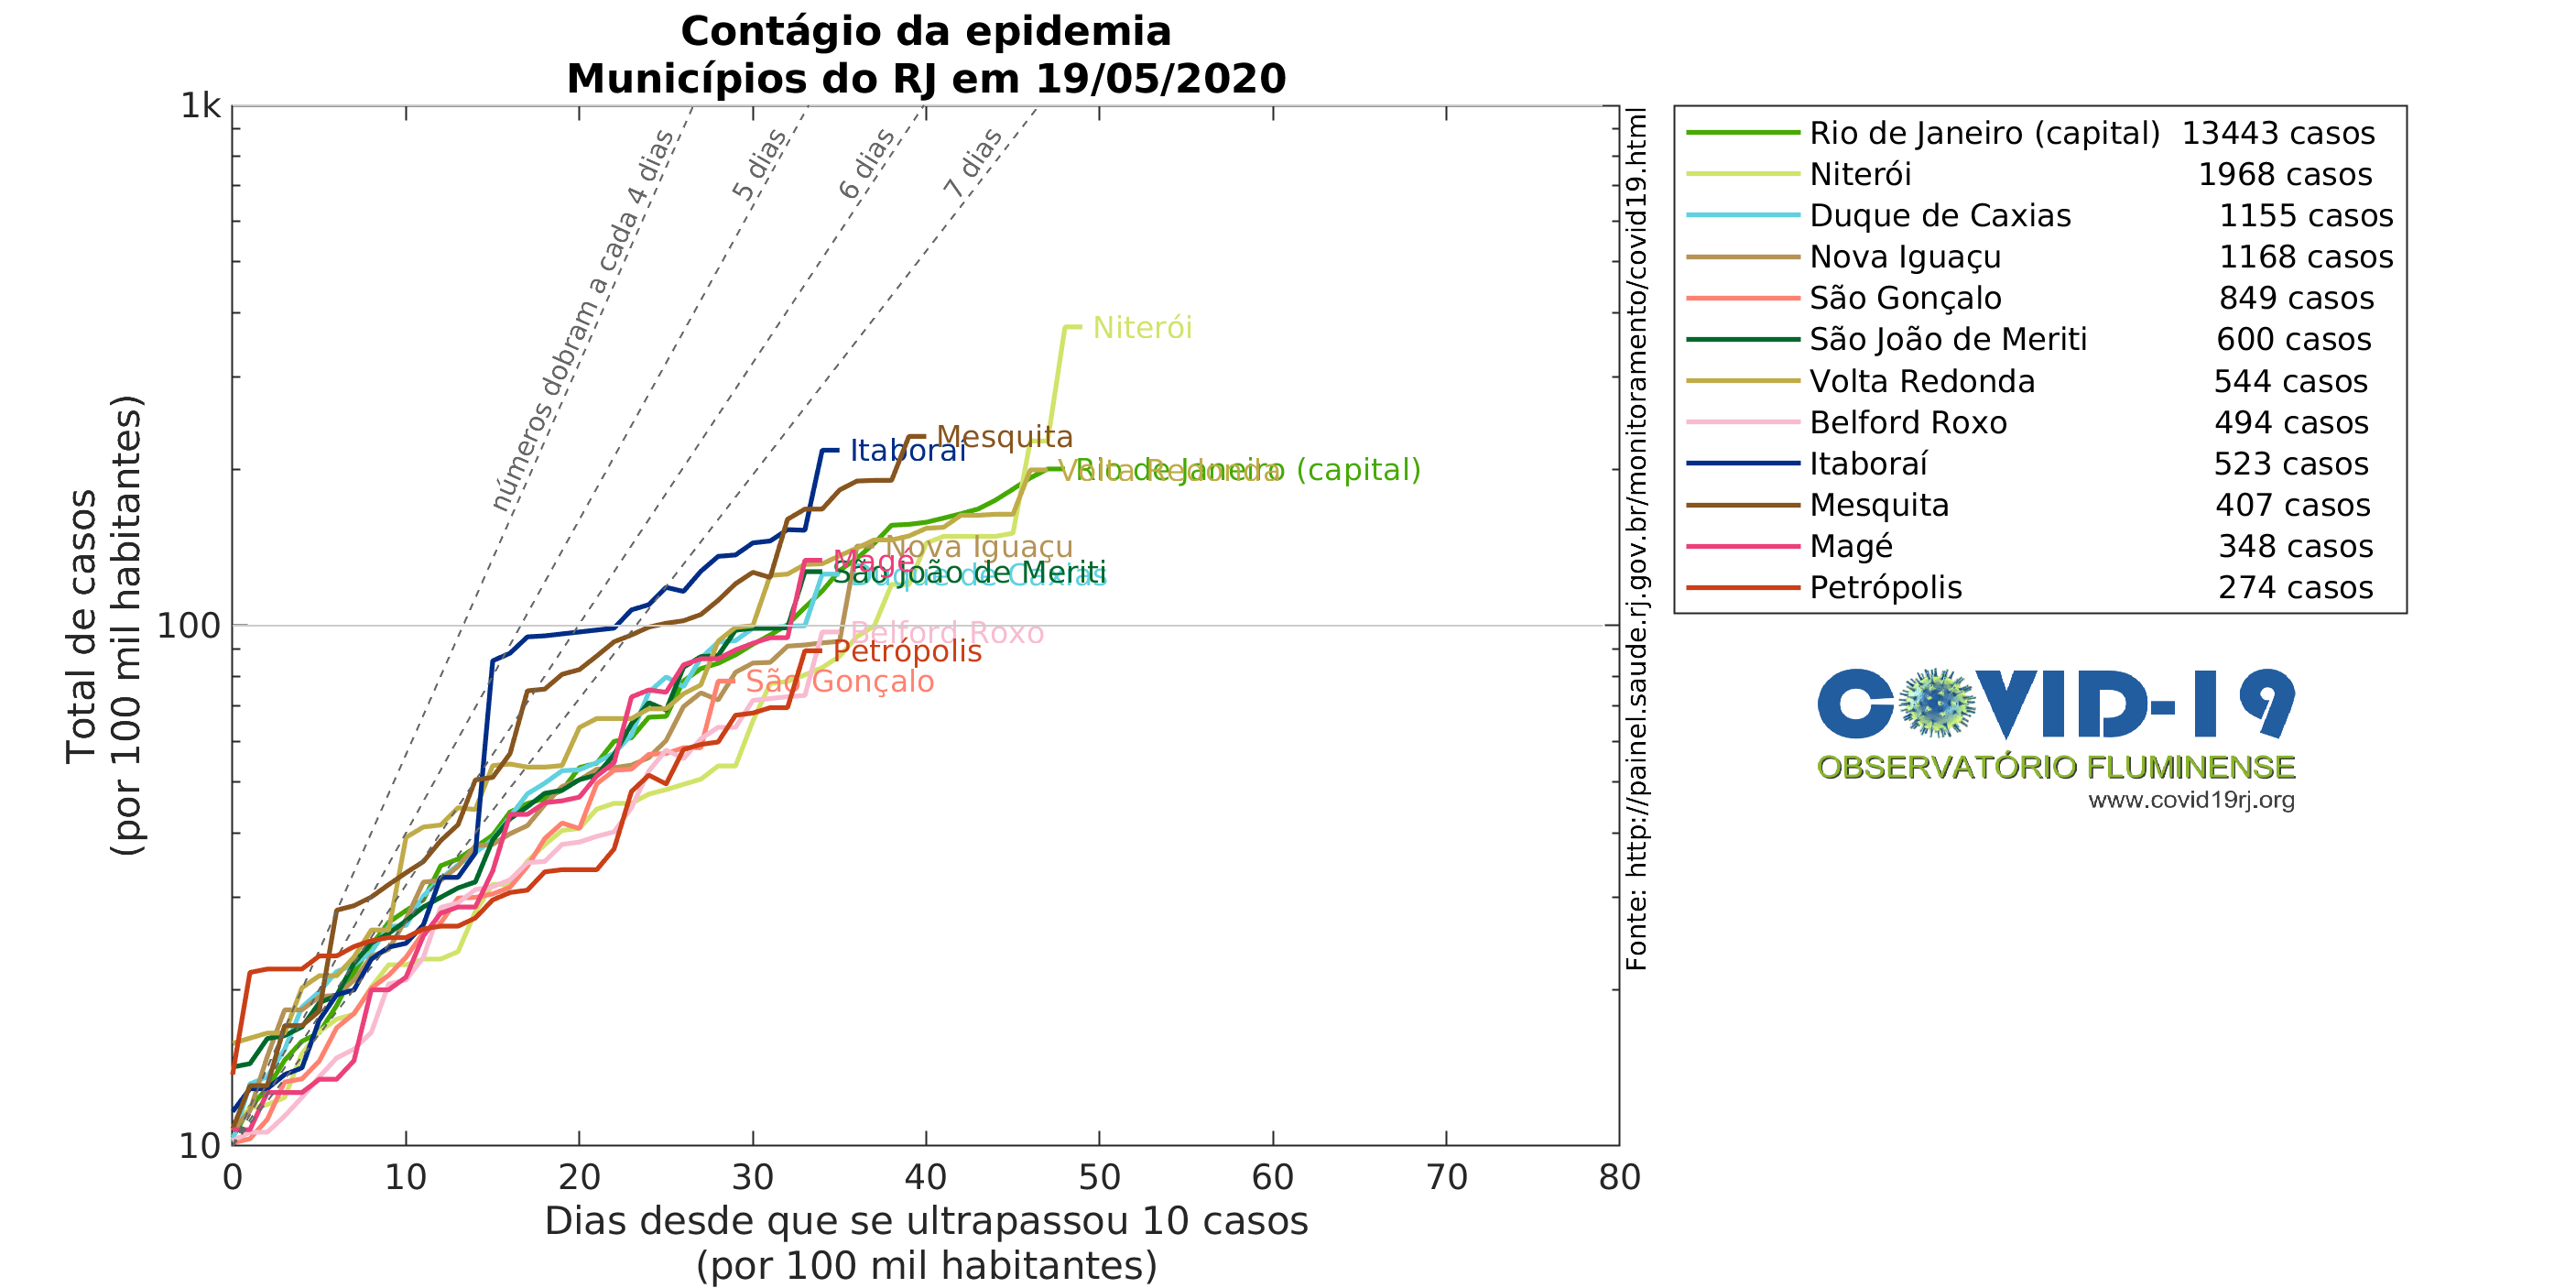 Contágio da epidemia
Municípios do RJ em 19/05/2020
1k
100
10
Total de casos
(por 100 mil habitantes)
números dobram a cada 4 dias
5 dias
6 dias
7 dias
Niterói
Mesquita
Itaboraí
Volta Redonda
Rio de Janeiro (capital)
Nova Iguaçu
Magé
São João de Meriti
Duque de Caxias
Belford Roxo
Petrópolis
São Gonçalo
0 10 20 30 40 50 60 70 80
Dias desde que se ultrapassou 10 casos
(por 100 mil habitantes)
Fonte: http://painel.saude.rj.gov.br/monitoramento/covid19.html
Rio de Janeiro (capital) 13443 casos
Niterói 1968 casos
Duque de Caxias 1155 casos
Nova Iguaçu 1168 casos
São Gonçalo 849 casos
São João de Meriti 600 casos
Volta Redonda 544 casos
Belford Roxo 494 casos
Itaboraí 523 casos
Mesquita 407 casos
Magé 348 casos
Petrópolis 274 casos
COVID-19
OBSERVATÓRIO FLUMINENSE
www.covid19rj.org